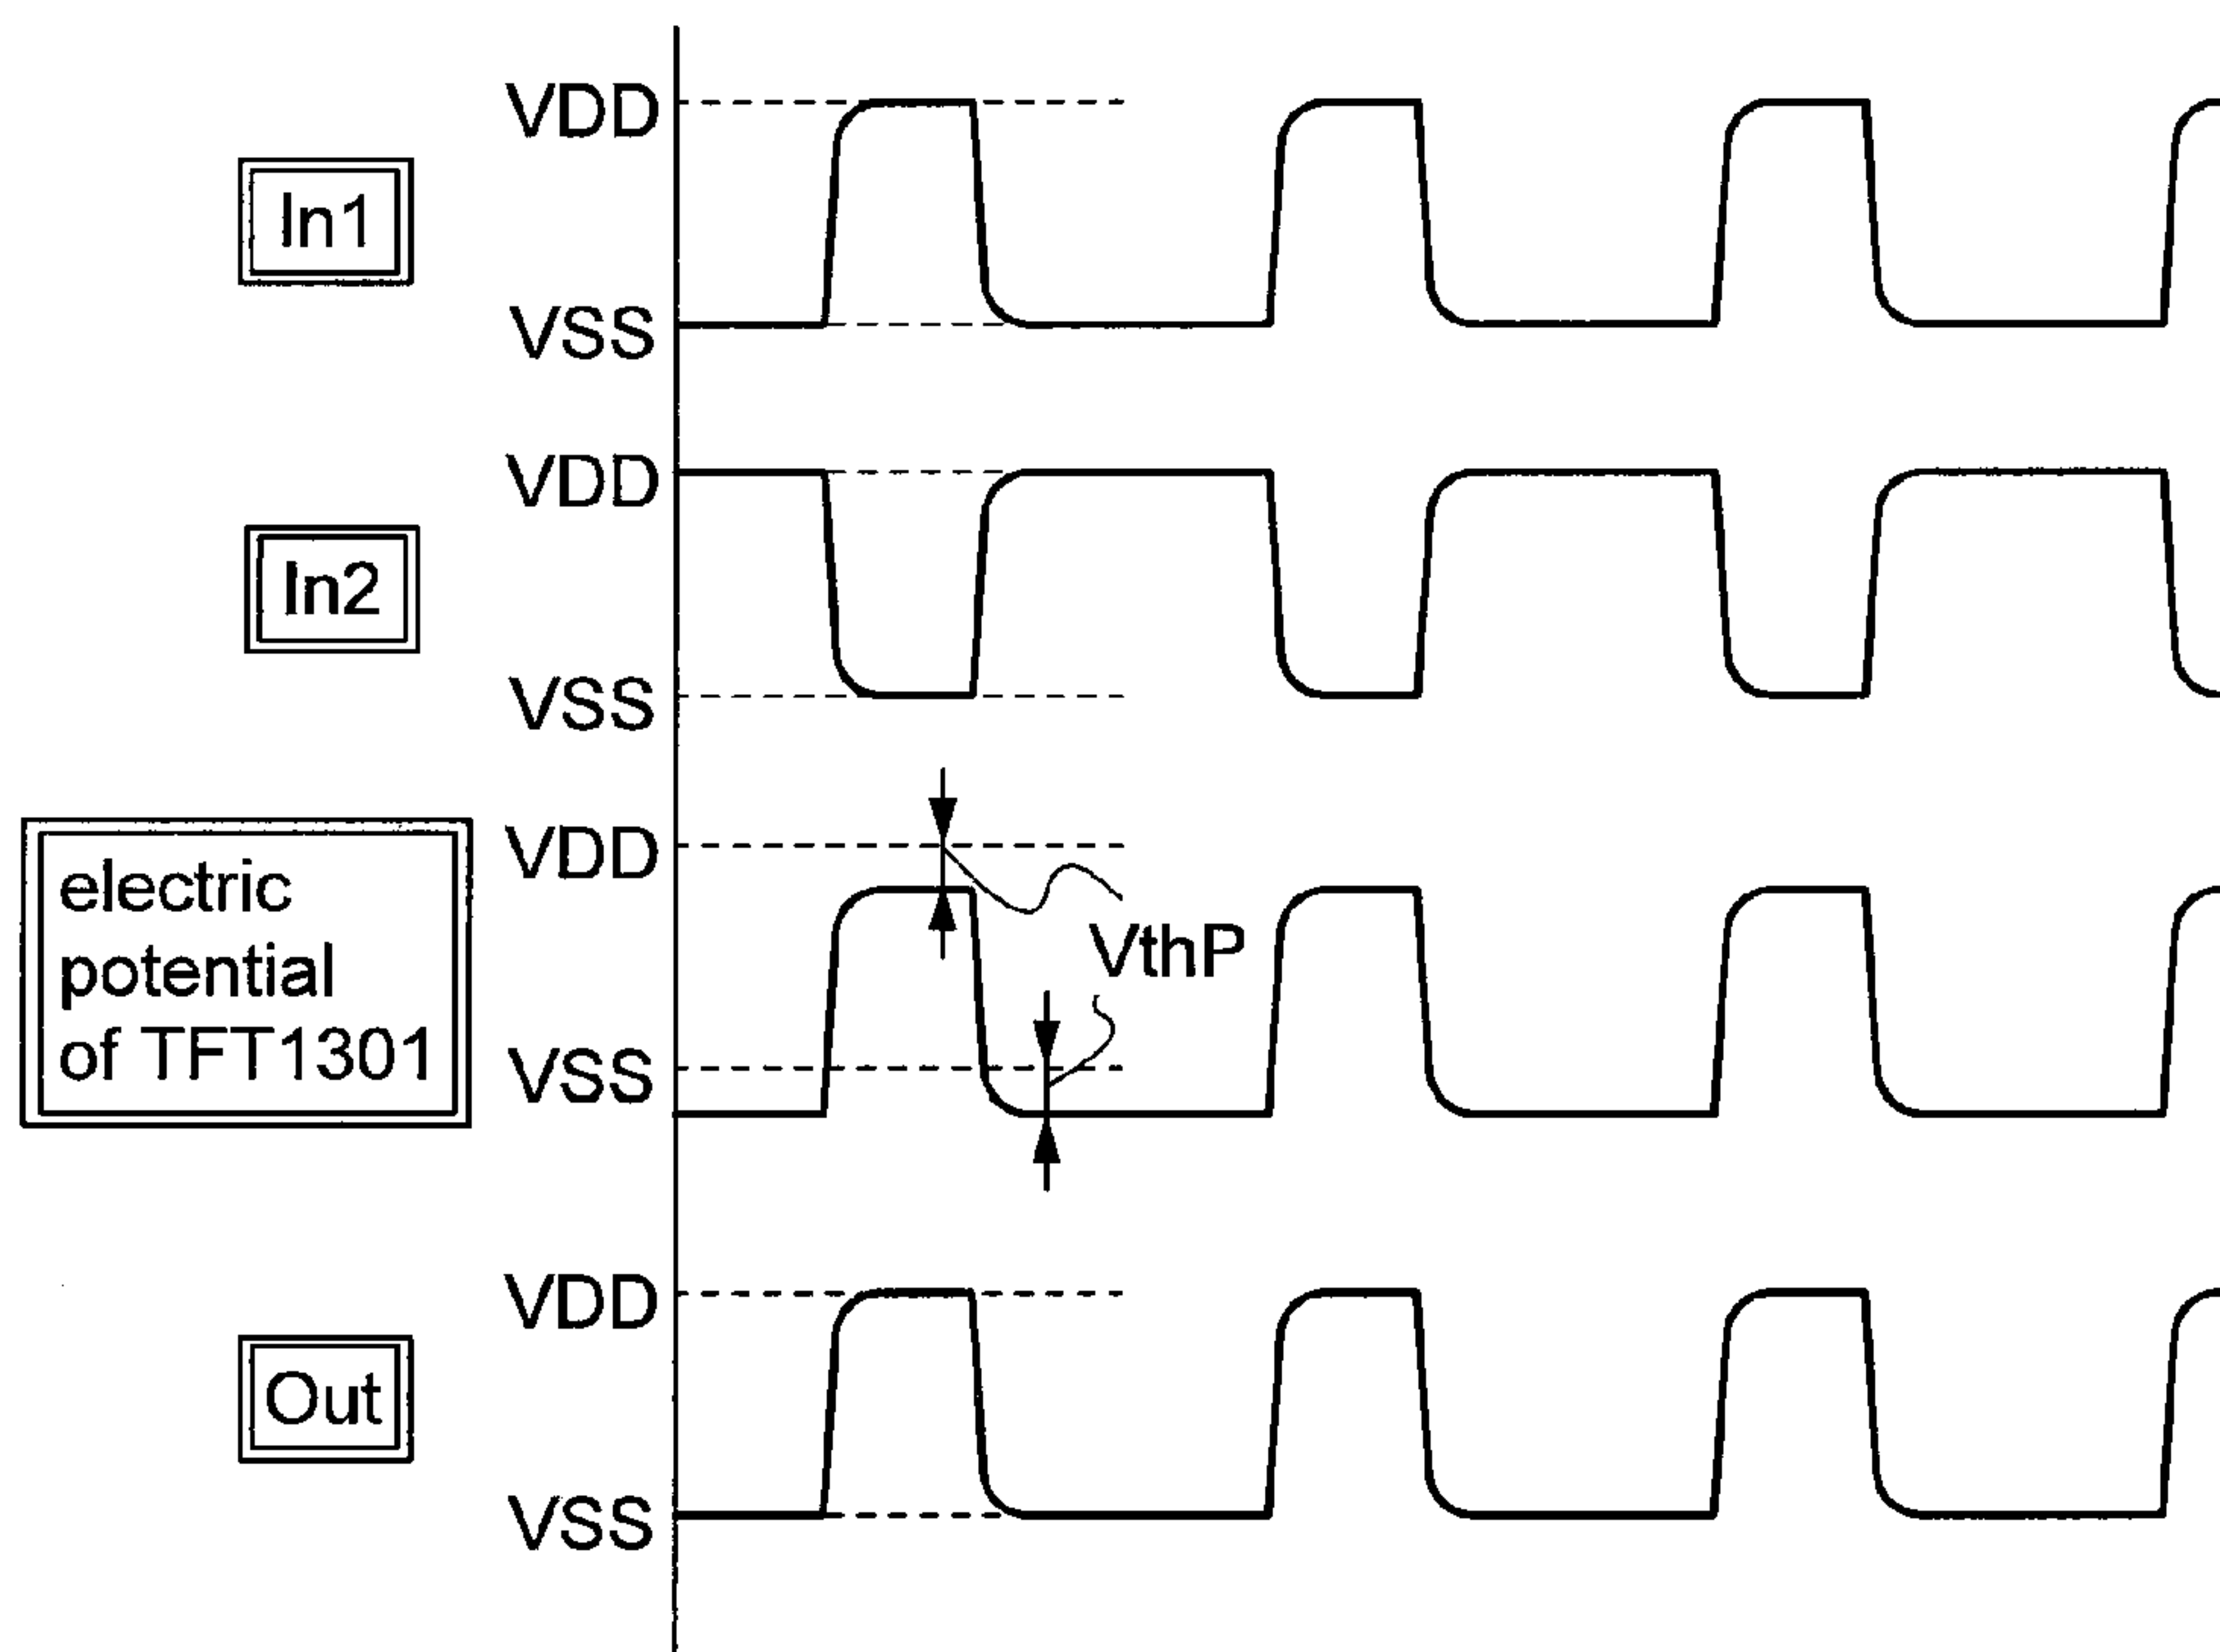 VDD
In1
VSS
VDD
In2
VSS
VDD
electric
potential
of TFT1301
VthP
VSS
VDD
Out
VSS